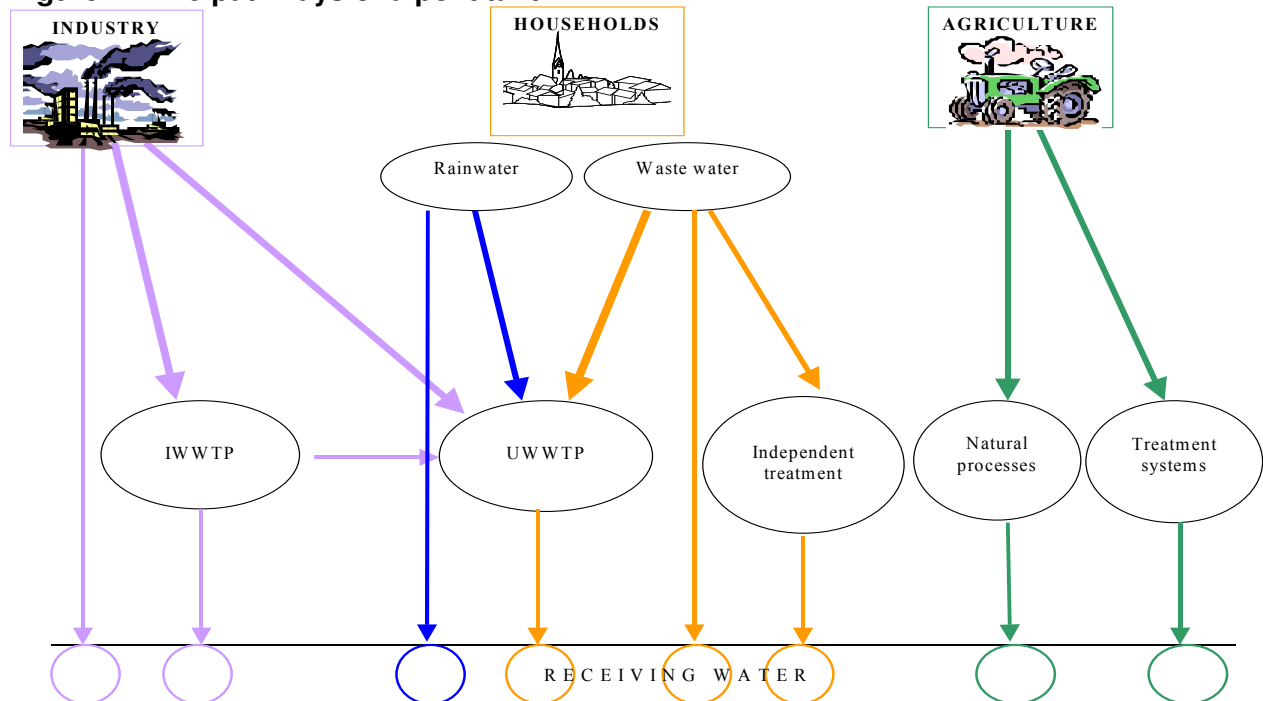 INDUSTRY
HOUSEHOLDS
AGRICULTURE
Rainwater
Waste water
IWWTP
UWWTP
Independent
treatment
Natural
processes
Treatment
systems
RECEIVING WATER